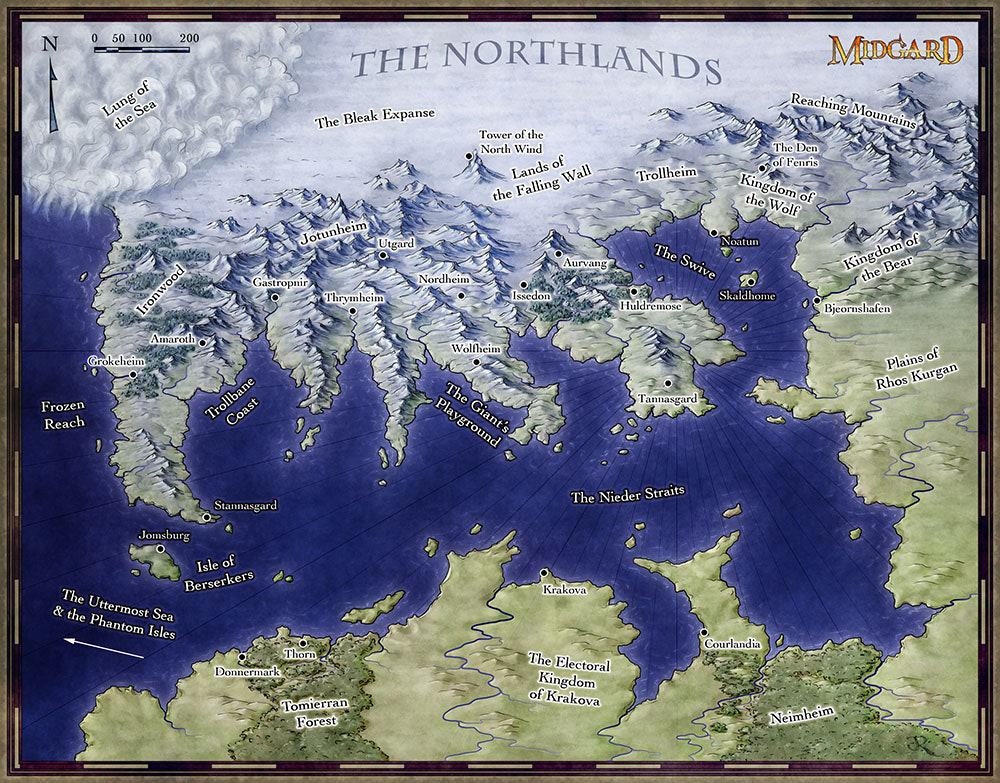 N
0 50 100 200
THE NORTHLANDS
MIDGARD
Lung of
the Sea
The Bleak Expanse
Reaching Mountains
Tower of the
North Wind
Lands of
the Falling Wall
The Den
of Fenris
Trollheim
Kingdom of
the Wolf
Jotunheim
Utgard
Noatun
Kingdom of
the Bear
The Swive
Aurvang
Ironwood
Gastropnir
Nordheim
Issedon
Skaldhome
Thrymheim
Huldremose
Bjeornshafen
Amaroth
Wolfheim
Grokeheim
Plains of
Rhos Kurgan
Trollbane
Coast
The Giant's
Playground
Tannasgard
Frozen
Reach
The Nieder Straits
Stannasgard
Jomsburg
Isle of
Berserkers
The Uttermost Sea
& the Phantom Isles
Krakova
Courlandia
Thorn
Donnermark
The Electoral
Kingdom
of Krakova
Tomierran
Forest
Neimheim